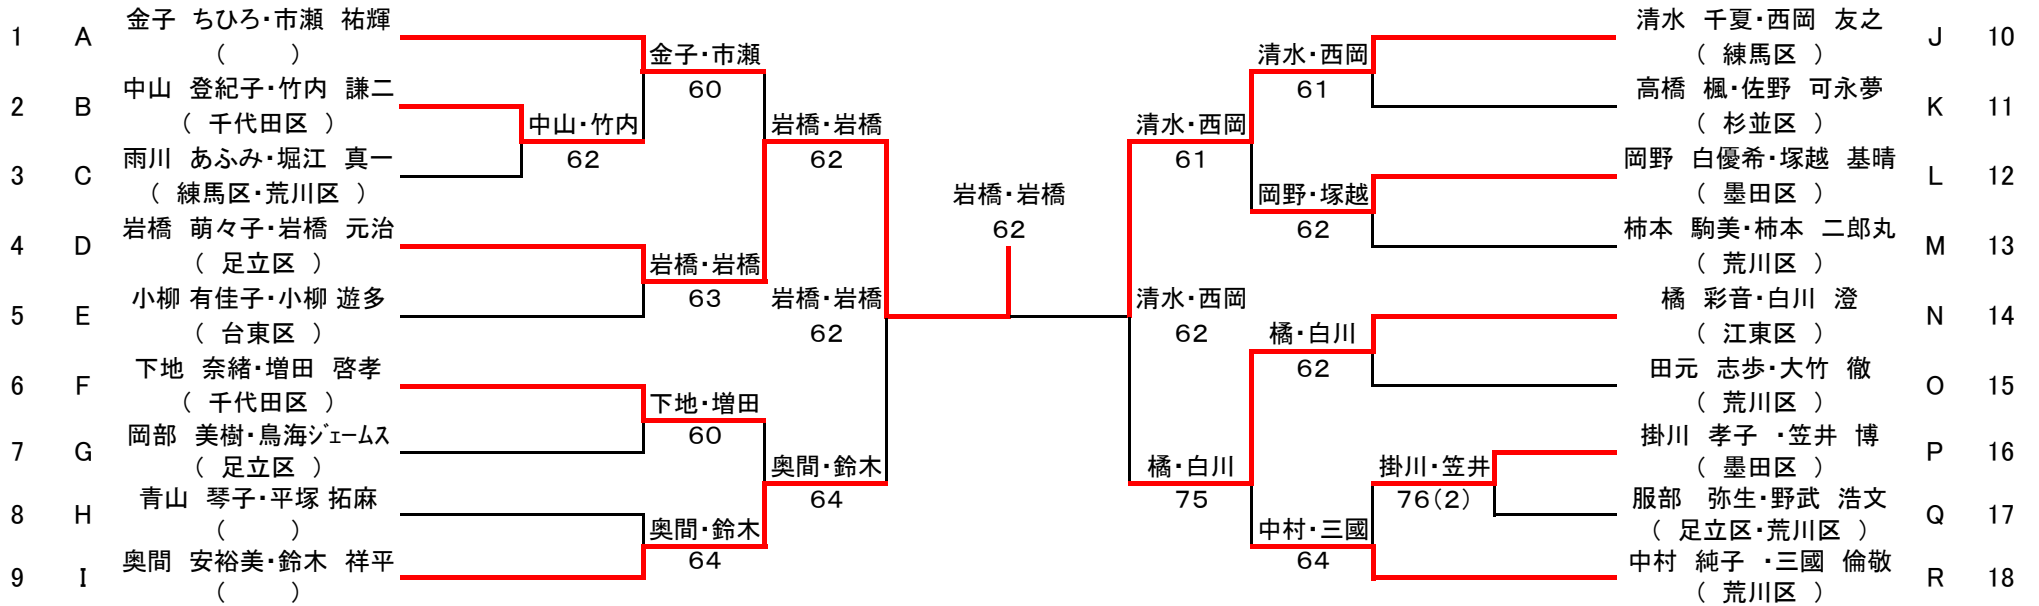 金子 ちひろ・市瀬 祐輝
1 A
( )
中山 登紀子・竹内 謙二
2 B
( 千代田区 )
雨川 あふみ・堀江 真一
3 C
( 練馬区・荒川区 )
岩橋 萌々子・岩橋 元治
4 D
( 足立区 )
小柳 有佳子・小柳 遊多
5 E
( 台東区 )
下地 奈緒・増田 啓孝
6 F
( 千代田区 )
岡部 美樹・鳥海ジェームス
7 G
( 足立区 )
青山 琴子・平塚 拓麻
8 H
( )
奥間 安裕美・鈴木 祥平
9 I
( )
中山・竹内
62
金子・市瀬
60
岩橋・岩橋
63
下地・増田
60
奥間・鈴木
64
岩橋・岩橋
62
奥間・鈴木
64
岩橋・岩橋
62
岩橋・岩橋
62
清水・西岡
62
清水・西岡
61
橘・白川
75
清水・西岡
61
岡野・塚越
62
橘・白川
62
中村・三國
64
掛川・笠井
76(2)
清水 千夏・西岡 友之
J 10
( 練馬区 )
高橋 楓・佐野 可永夢
K 11
( 杉並区 )
岡野 白優希・塚越 基晴
L 12
( 墨田区 )
柿本 駒美・柿本 二郎丸
M 13
( 荒川区 )
橘 彩音・白川 澄
N 14
( 江東区 )
田元 志歩・大竹 徹
O 15
( 荒川区 )
掛川 孝子 ・笠井 博
P 16
( 墨田区 )
服部 弥生・野武 浩文
Q 17
( 足立区・荒川区 )
中村 純子 ・三國 倫敬
R 18
( 荒川区 )